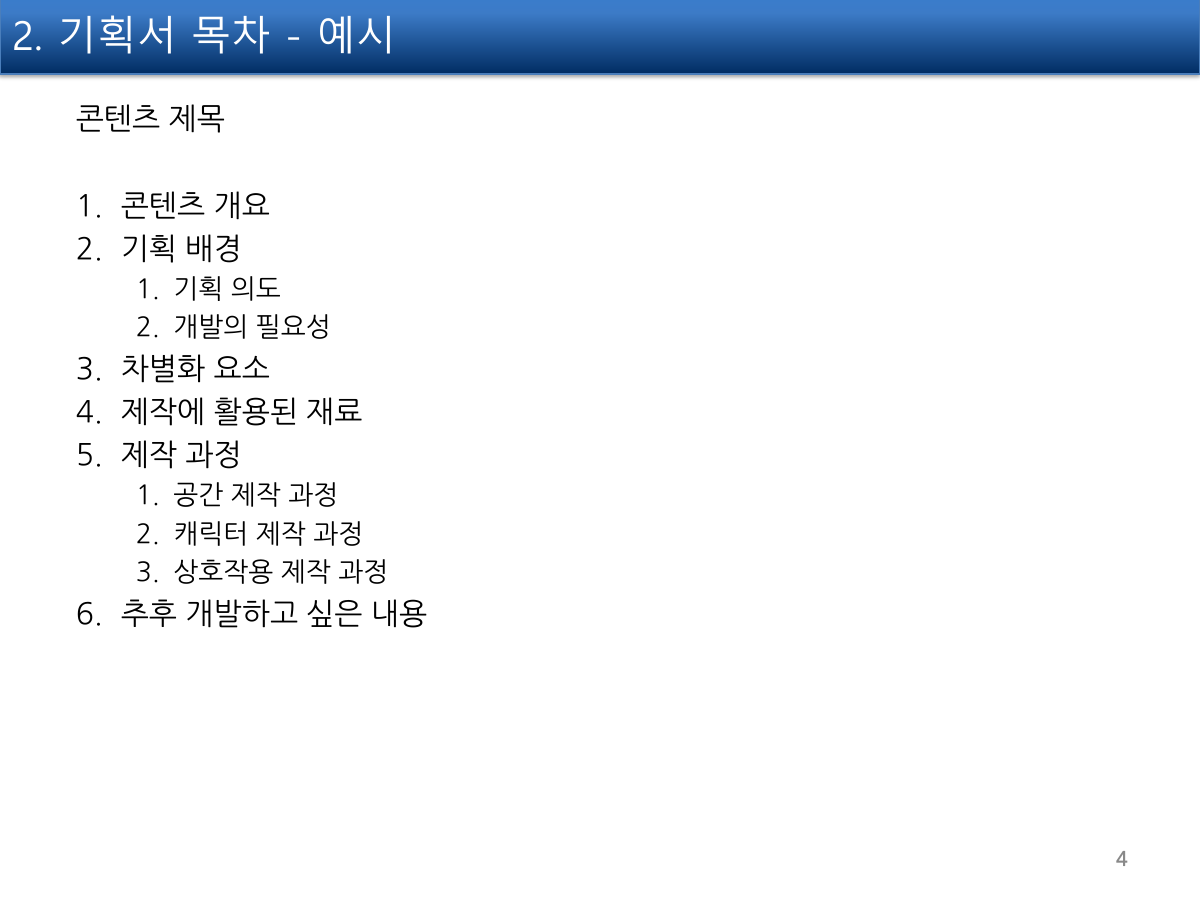 2. 기획서 목차 - 예시
콘텐츠 제목
1. 콘텐츠 개요
2. 기획 배경
1. 기획 의도
2. 개발의 필요성
3. 차별화 요소
4. 제작에 활용된 재료
5. 제작 과정
1. 공간 제작 과정
2. 캐릭터 제작 과정
3. 상호작용 제작 과정
6. 추후 개발하고 싶은 내용
4